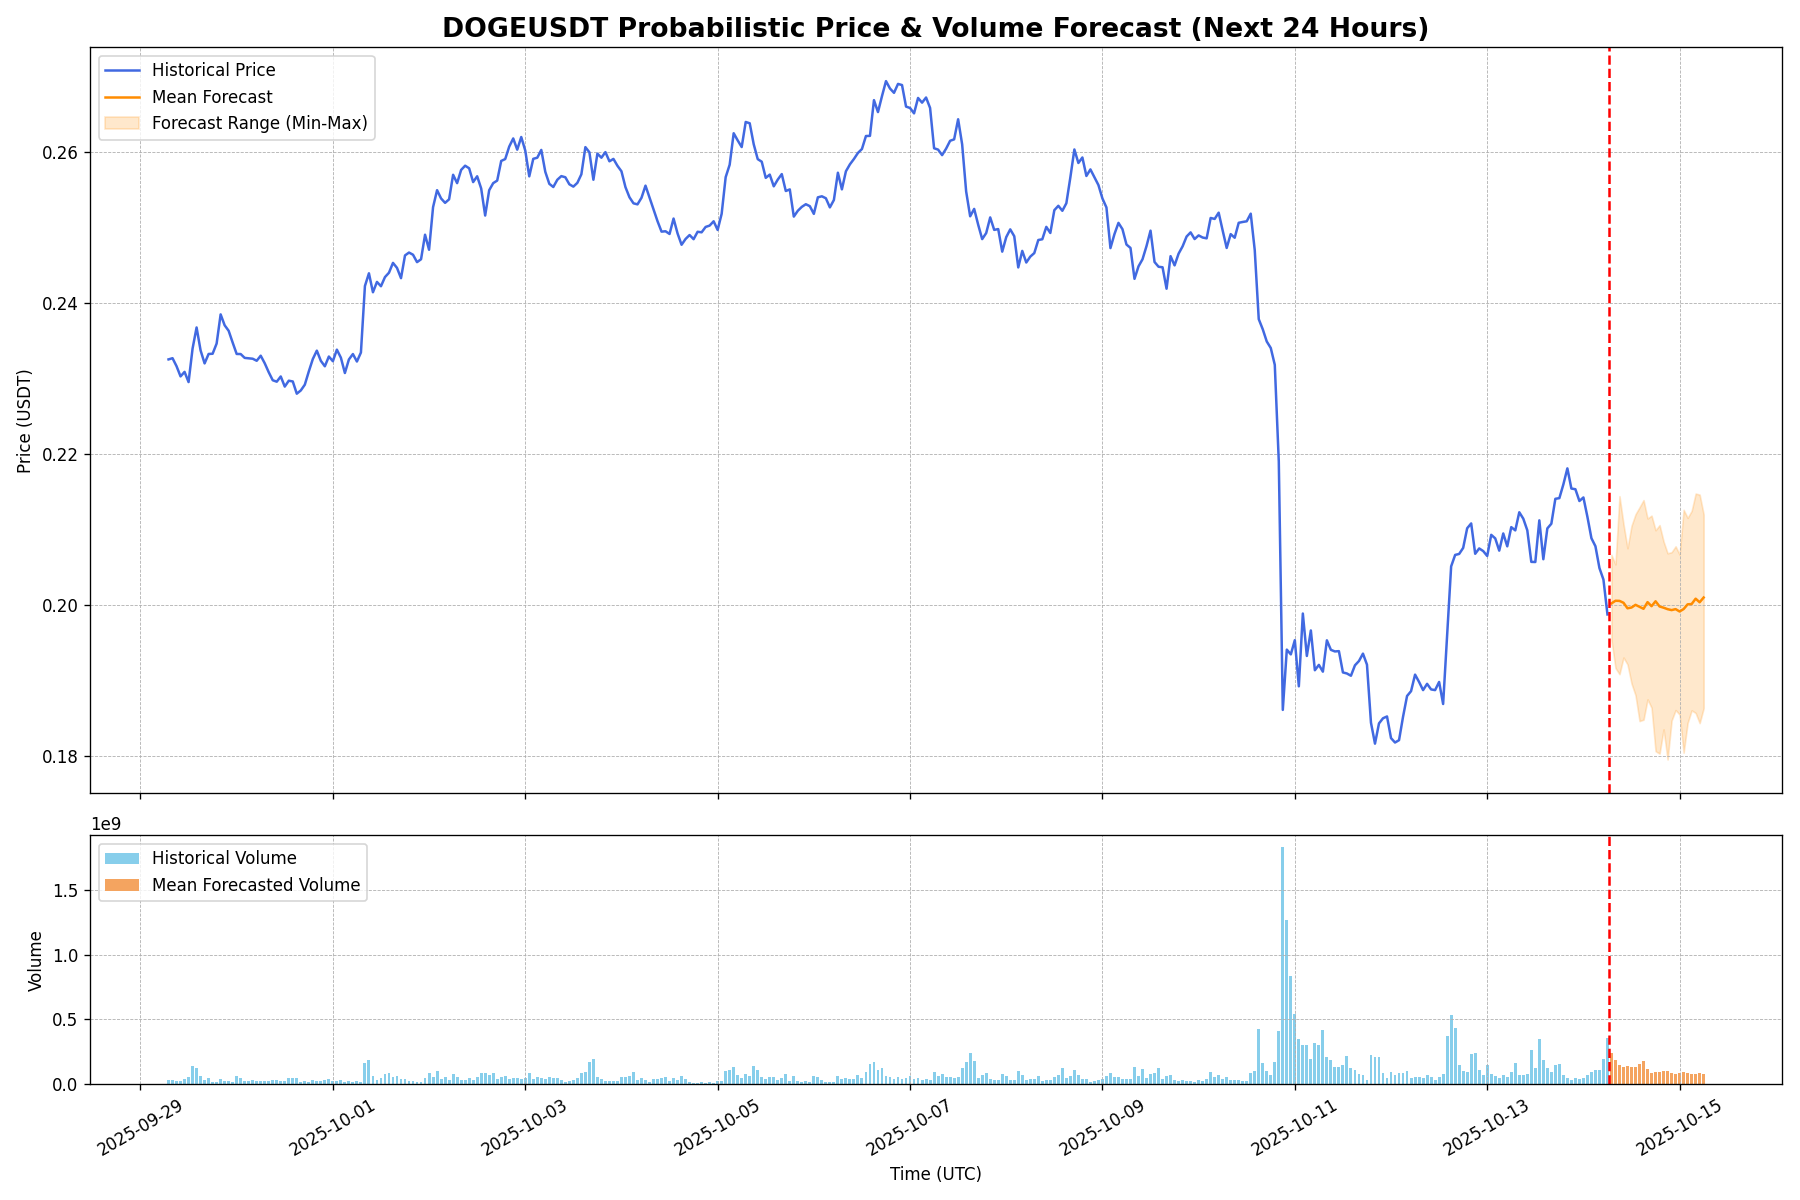 DOGEUSDT Probabilistic Price & Volume Forecast (Next 24 Hours)
Historical Price
Mean Forecast
Forecast Range (Min-Max)
0.26
0.24
0.22
0.20
0.18
Price (USDT)
1e9
Historical Volume
Mean Forecasted Volume
1.5
1.0
0.5
0.0
Volume
2025-09-29
2025-10-01
2025-10-03
2025-10-05
2025-10-07
2025-10-09
2025-10-11
2025-10-13
2025-10-15
Time (UTC)